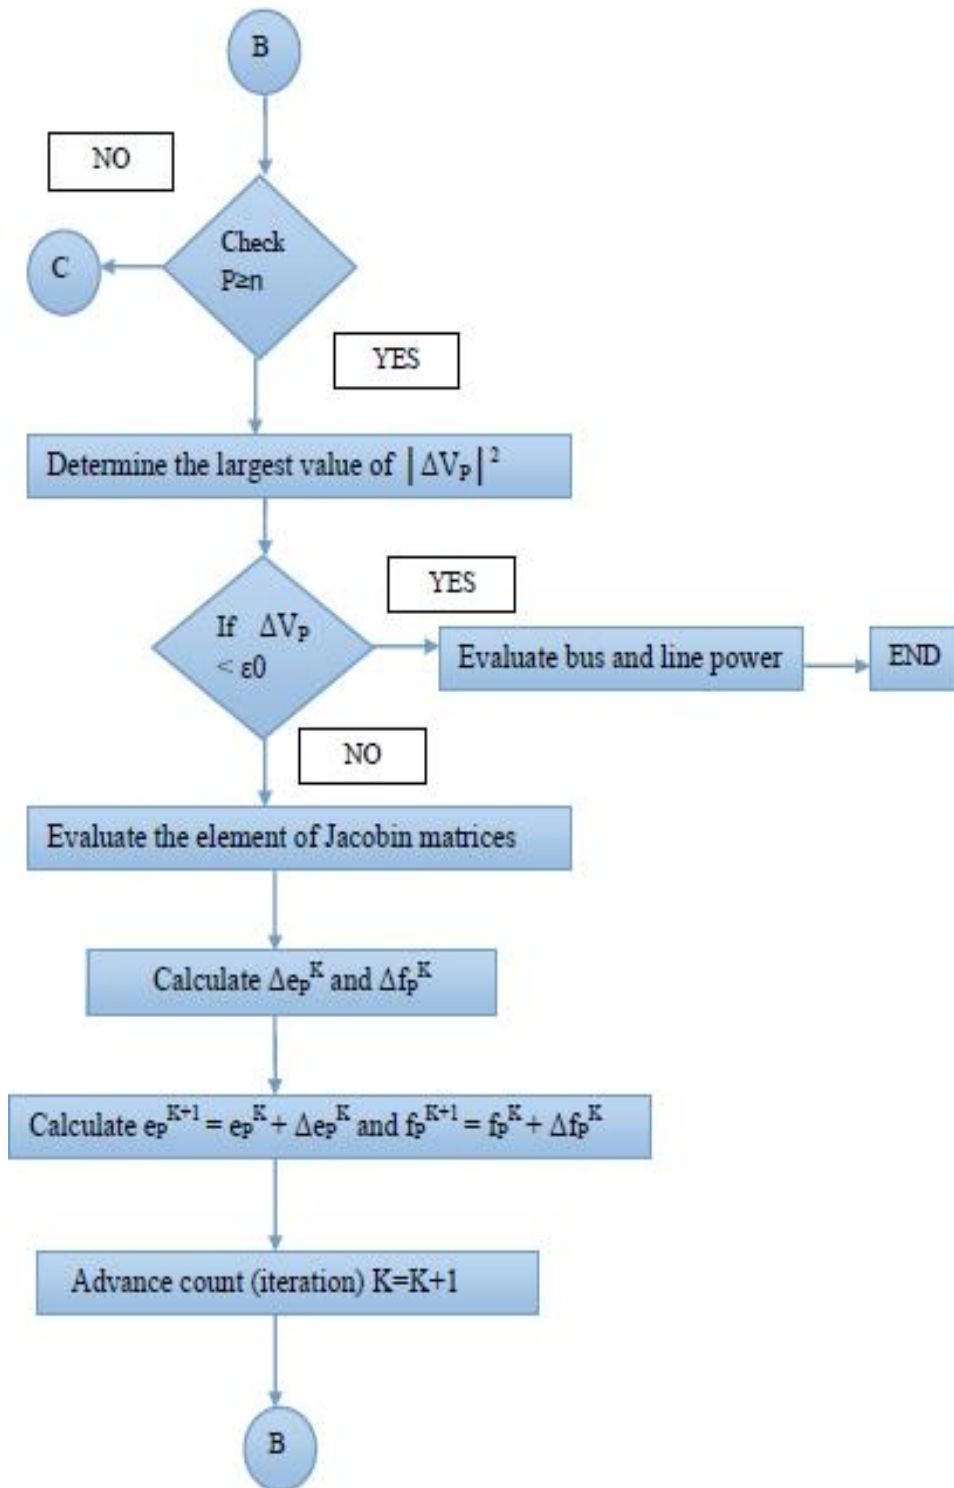 B
NO
Check
P≥n
C
YES
Determine the largest value of |ΔVₚ|²
YES
If ΔVₚ
< ε0
Evaluate bus and line power
END
NO
Evaluate the element of Jacobin matrices
Calculate Δeₚᴷ and Δfₚᴷ
Calculate eₚᴷ⁺¹ = eₚᴷ + Δeₚᴷ and fₚᴷ⁺¹ = fₚᴷ + Δfₚᴷ
Advance count (iteration) K=K+1
B